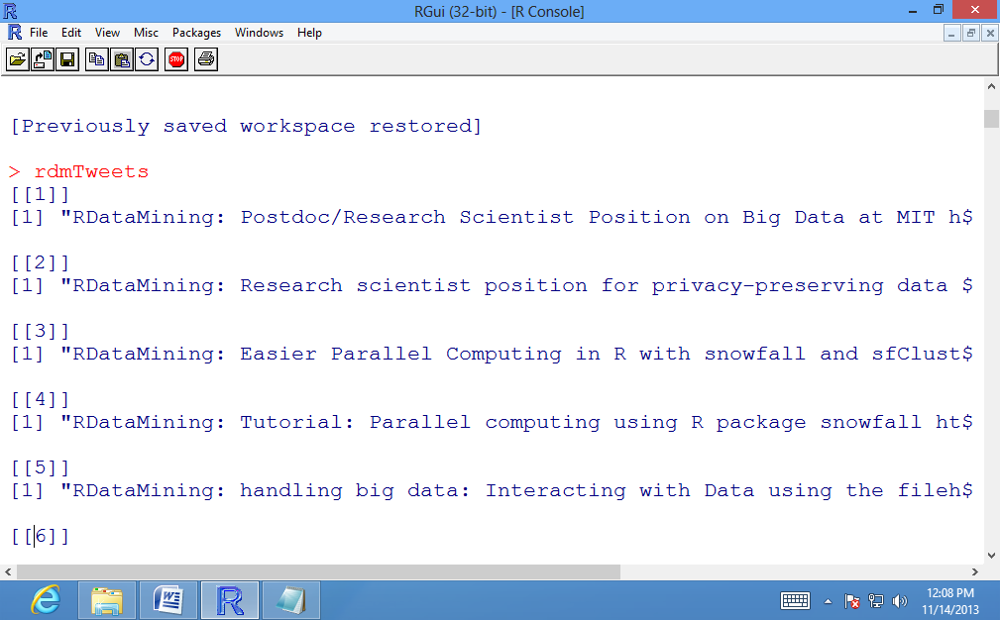 RGui (32-bit) - [R Console]
File Edit View Misc Packages Windows Help
STOP
[Previously saved workspace restored]
> rdmTweets
[[1]]
[1] "RDataMining: Postdoc/Research Scientist Position on Big Data at MIT h$
[[2]]
[1] "RDataMining: Research scientist position for privacy-preserving data $
[[3]]
[1] "RDataMining: Easier Parallel Computing in R with snowfall and sfClust$
[[4]]
[1] "RDataMining: Tutorial: Parallel computing using R package snowfall ht$
[[5]]
[1] "RDataMining: handling big data: Interacting with Data using the fileh$
[[6]]
12:08 PM
11/14/2013